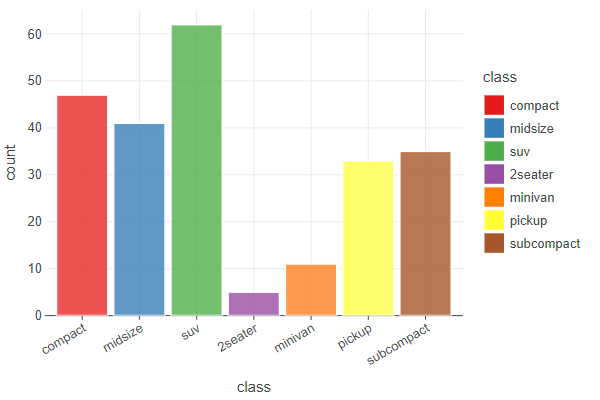 60
50
40
30
20
10
0
count
compact
midsize
suv
2seater
minivan
pickup
subcompact
class
class
compact
midsize
suv
2seater
minivan
pickup
subcompact